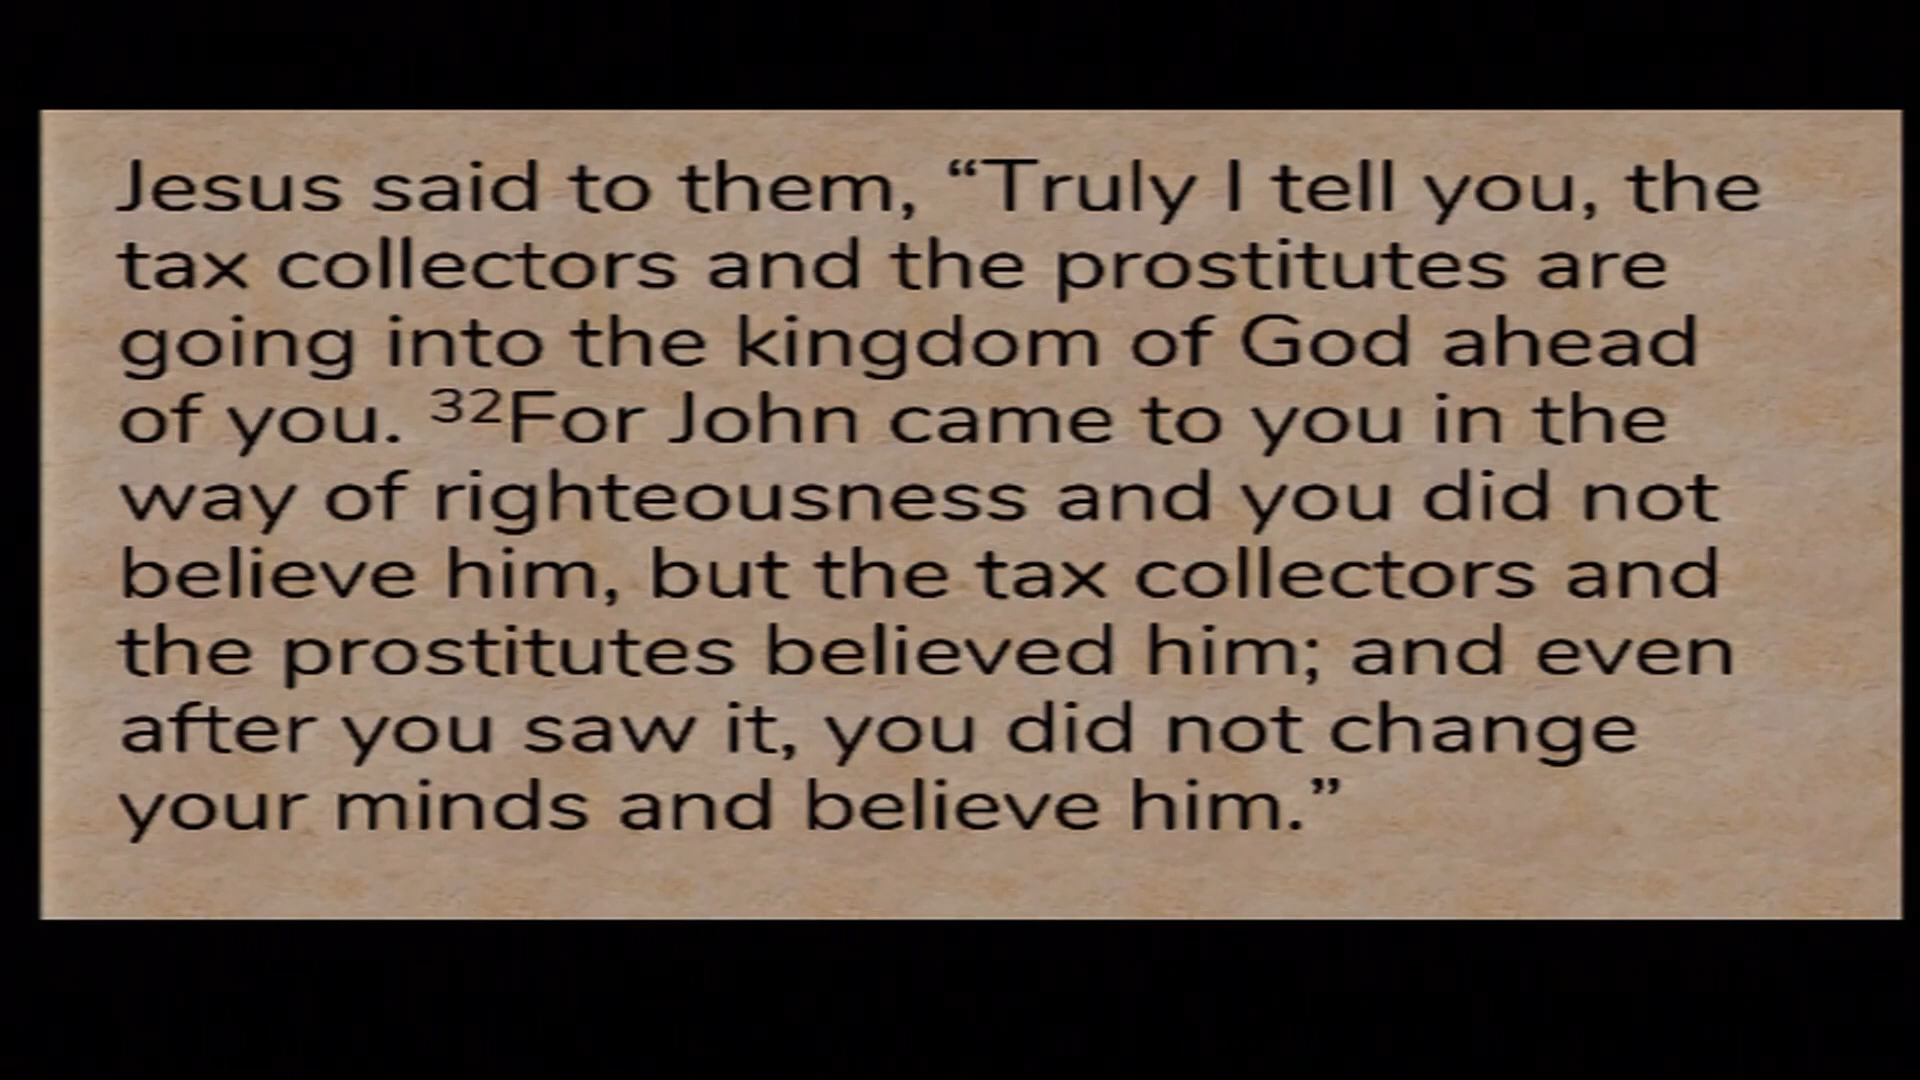 Jesus said to them, “Truly I tell you, the
tax collectors and the prostitutes are
going into the kingdom of God ahead
of you. ³²For John came to you in the
way of righteousness and you did not
believe him, but the tax collectors and
the prostitutes believed him; and even
after you saw it, you did not change
your minds and believe him.”